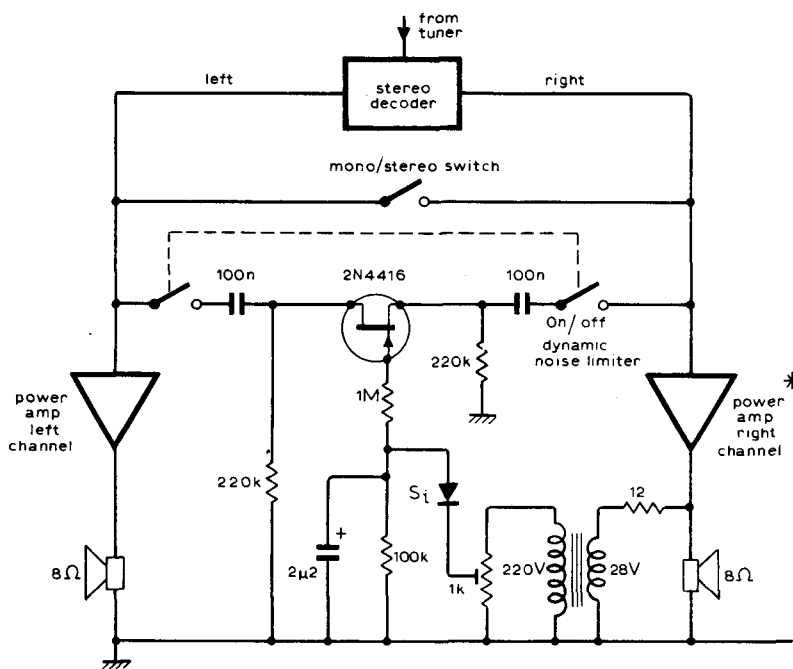 from
tuner
left
right
stereo
decoder
mono/stereo switch
100n
2N4416
100n
On/off
dynamic
noise limiter
220k
1M
power
amp
left
channel
power
amp
right
channel
*
220k
Si
12
+
2µ2
100k
1k
220V
28V
8Ω
8Ω